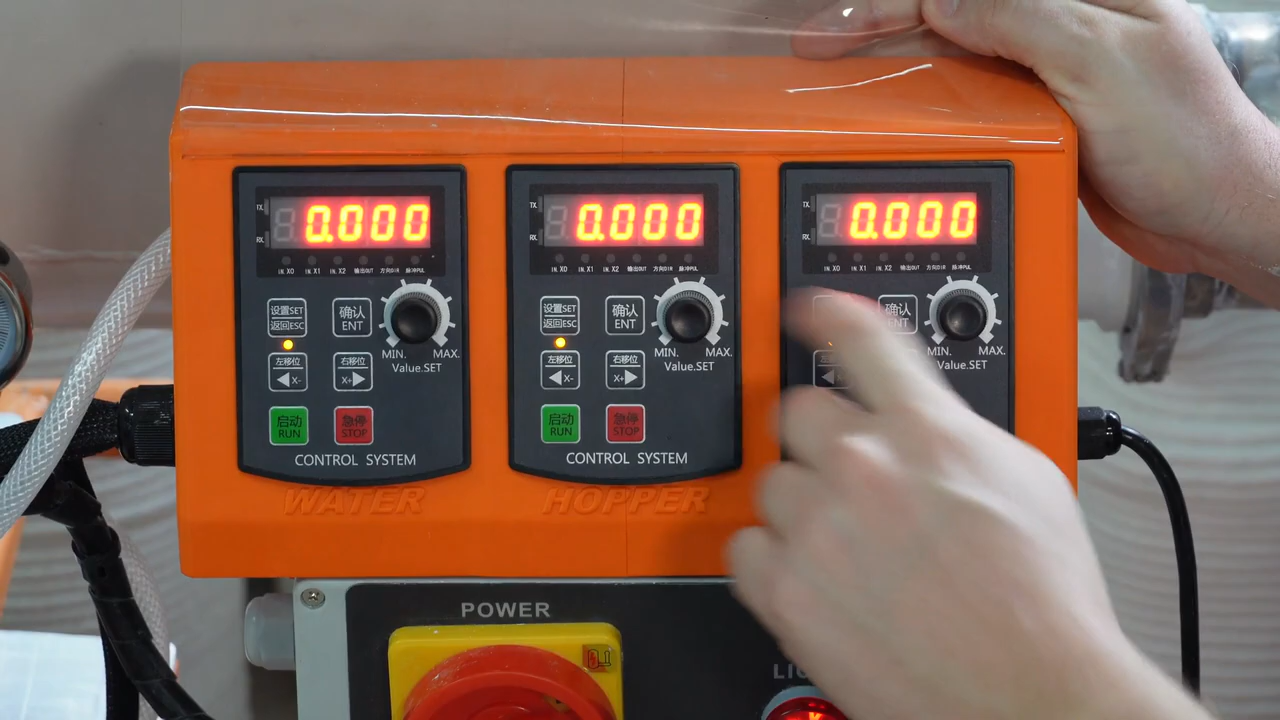 0.000
TX.
RX.
IN. X0 IN. X1 IN. X2 输出OUT 方向DIR 脉冲PUL
设置SET
返回ESC
确认
ENT
左移位
◀X-
右移位
X+▶
MIN. MAX.
Value.SET
启动
RUN
急停
STOP
CONTROL SYSTEM
WATER
0.000
TX.
RX.
IN. X0 IN. X1 IN. X2 输出OUT 方向DIR 脉冲PUL
设置SET
返回ESC
确认
ENT
左移位
◀X-
右移位
X+▶
MIN. MAX.
Value.SET
启动
RUN
急停
STOP
CONTROL SYSTEM
HOPPER
0.000
TX.
RX.
IN. X0 IN. X1 IN. X2 输出OUT 方向DIR 脉冲PUL
确认
ENT
MIN. MAX.
Value.SET
POWER